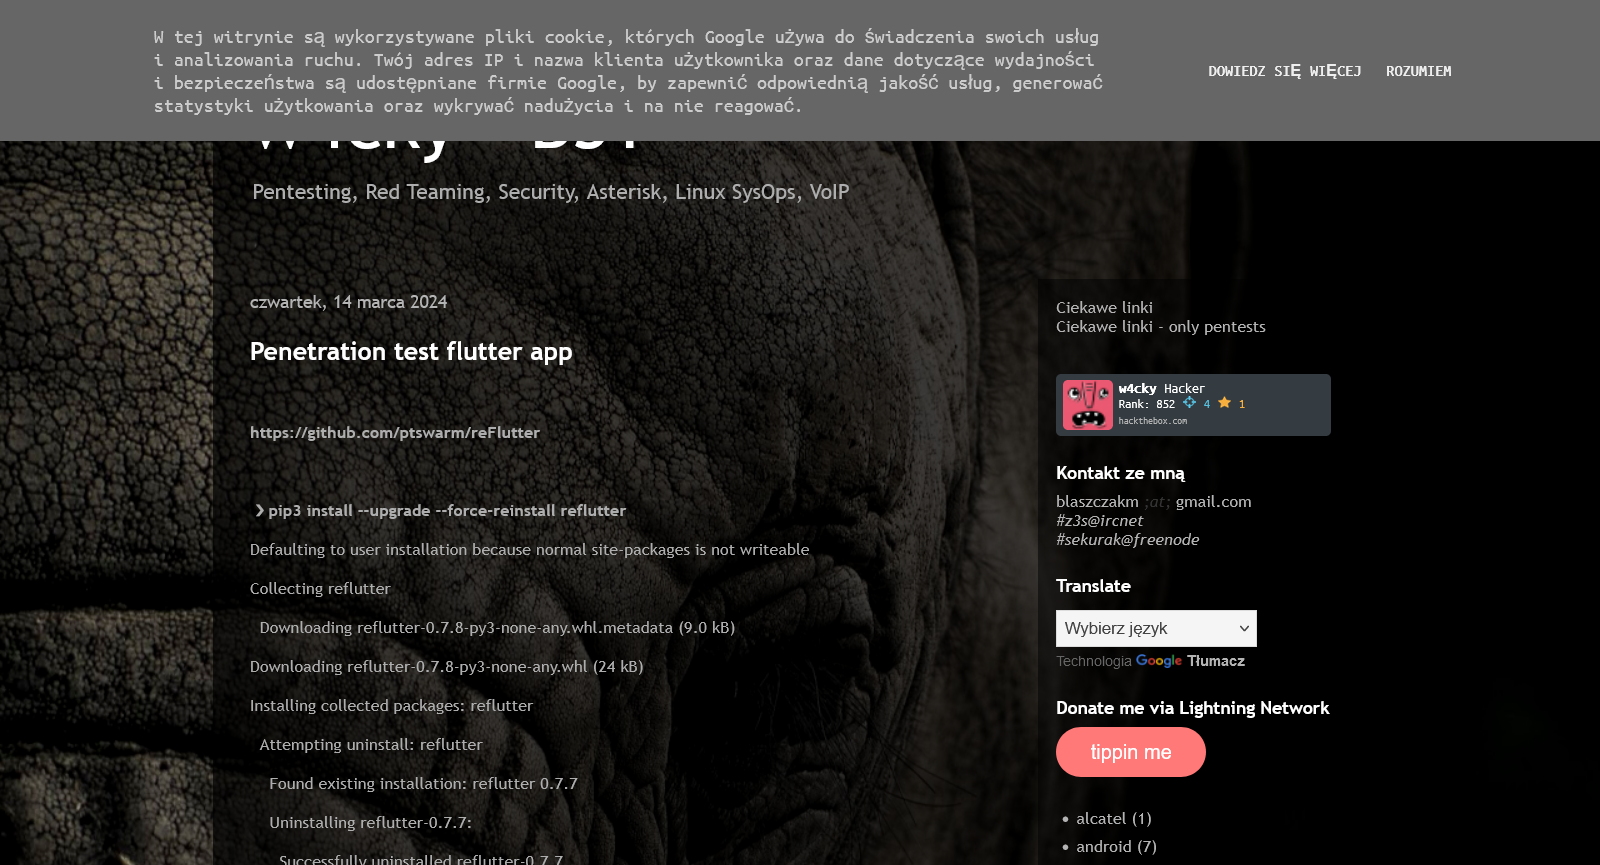 W tej witrynie są wykorzystywane pliki cookie, których Google używa do świadczenia swoich usług
i analizowania ruchu. Twój adres IP i nazwa klienta użytkownika oraz dane dotyczące wydajności
i bezpieczeństwa są udostępniane firmie Google, by zapewnić odpowiednią jakość usług, generować
statystyki użytkowania oraz wykrywać nadużycia i na nie reagować.
DOWIEDZ SIĘ WIĘCEJ ROZUMIEM
Pentesting, Red Teaming, Security, Asterisk, Linux SysOps, VoIP
czwartek, 14 marca 2024
Penetration test flutter app
https://github.com/ptswarm/reFlutter
❯ pip3 install --upgrade --force-reinstall reflutter
Defaulting to user installation because normal site-packages is not writeable
Collecting reflutter
Downloading reflutter-0.7.8-py3-none-any.whl.metadata (9.0 kB)
Downloading reflutter-0.7.8-py3-none-any.whl (24 kB)
Installing collected packages: reflutter
Attempting uninstall: reflutter
Found existing installation: reflutter 0.7.7
Uninstalling reflutter-0.7.7:
Successfully uninstalled reflutter-0.7.7
Ciekawe linki
Ciekawe linki - only pentests
w4cky Hacker
Rank: 852 4 1
hackthebox.com
Kontakt ze mną
blaszczakm ;at; gmail.com
#z3s@ircnet
#sekurak@freenode
Translate
Wybierz język
Technologia Google Tłumacz
Donate me via Lightning Network
tippin me
alcatel (1)
android (7)